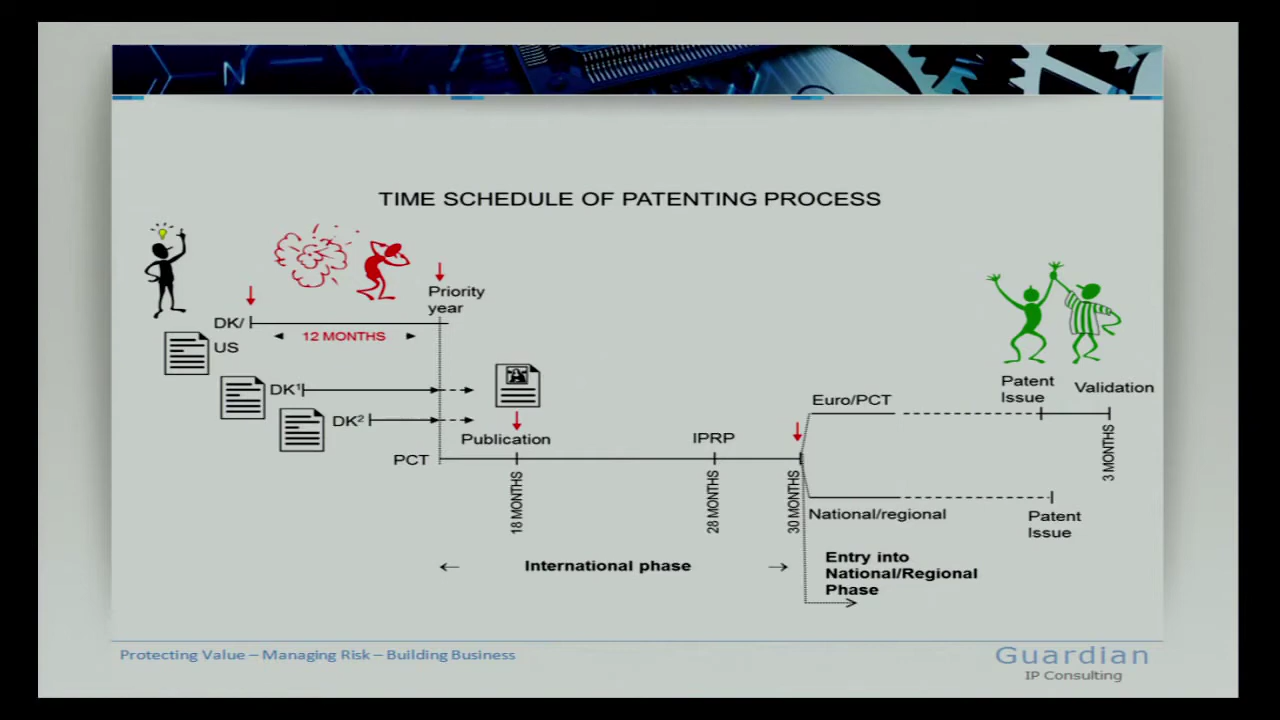 N
TIME SCHEDULE OF PATENTING PROCESS
Priority
year
DK/
US
12 MONTHS
DK¹
DK²
PCT
Publication
18 MONTHS
IPRP
28 MONTHS
30 MONTHS
Euro/PCT
Patent
Issue
Validation
3 MONTHS
National/regional
Patent
Issue
International phase
Entry into
National/Regional
Phase
Protecting Value – Managing Risk – Building Business
Guardian
IP Consulting